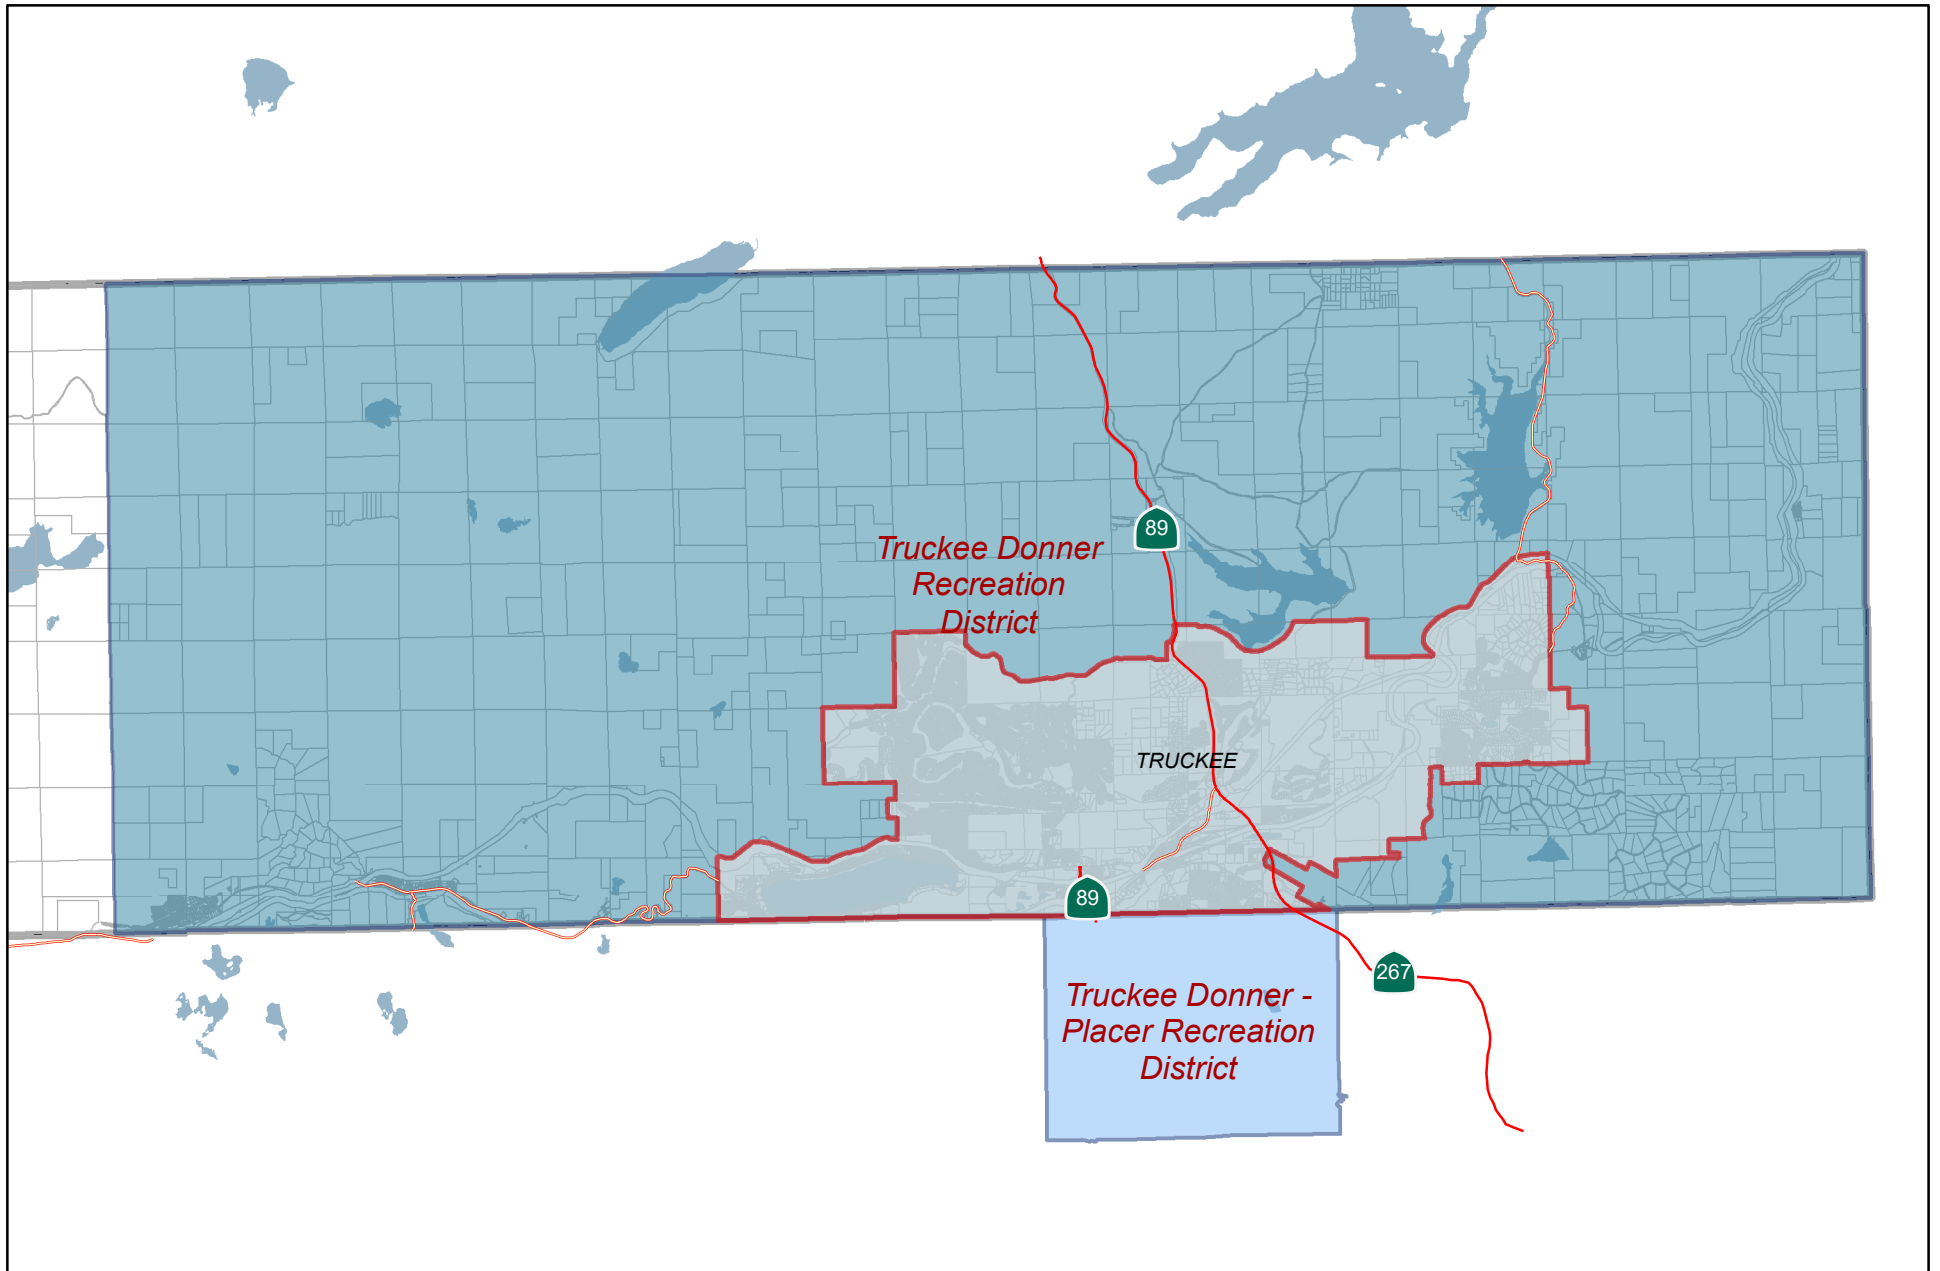 89
Truckee Donner
Recreation
District
TRUCKEE
89
267
Truckee Donner -
Placer Recreation
District